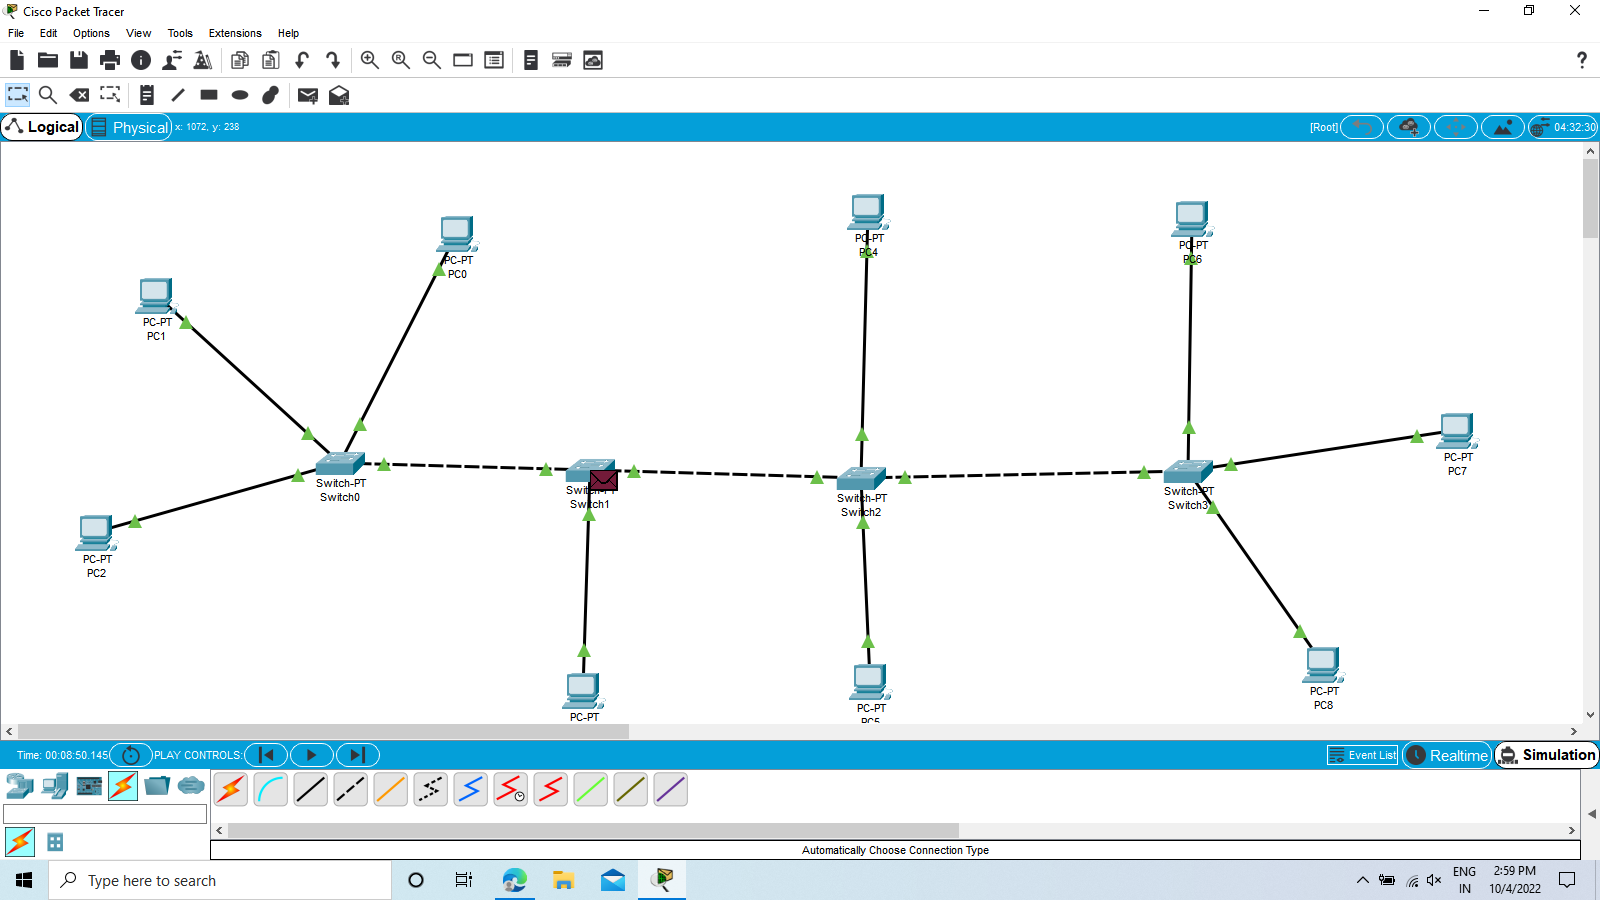 Cisco Packet Tracer
File Edit Options View Tools Extensions Help
Logical Physical x: 1072, y: 238 [Root] 04:32:30
PC-PT
PC4
PC-PT
PC6
PC-PT
PC0
PC-PT
PC1
PC-PT
PC7
Switch-PT
Switch0
Switch-PT
Switch1
Switch-PT
Switch2
Switch-PT
Switch3
PC-PT
PC2
PC-PT
PC-PT
PC5
PC-PT
PC8
Time: 00:08:50.145 PLAY CONTROLS: Event List Realtime Simulation
Automatically Choose Connection Type
Type here to search
ENG
IN
2:59 PM
10/4/2022